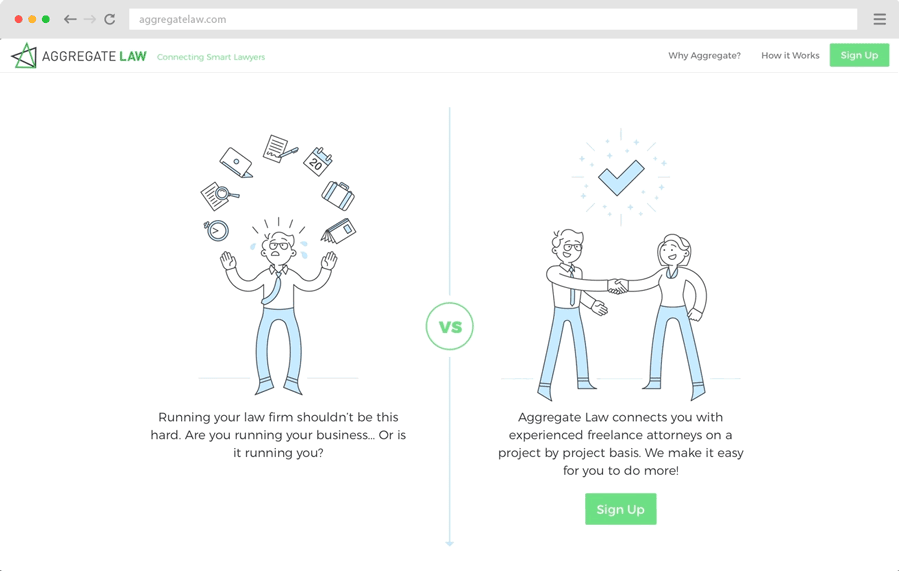 aggregatelaw.com
AGGREGATE LAW
Connecting Smart Lawyers
Why Aggregate?
How it Works
Sign Up
20
Running your law firm shouldn’t be this
hard. Are you running your business... Or is
it running you?
VS
Aggregate Law connects you with
experienced freelance attorneys on a
project by project basis. We make it easy
for you to do more!
Sign Up